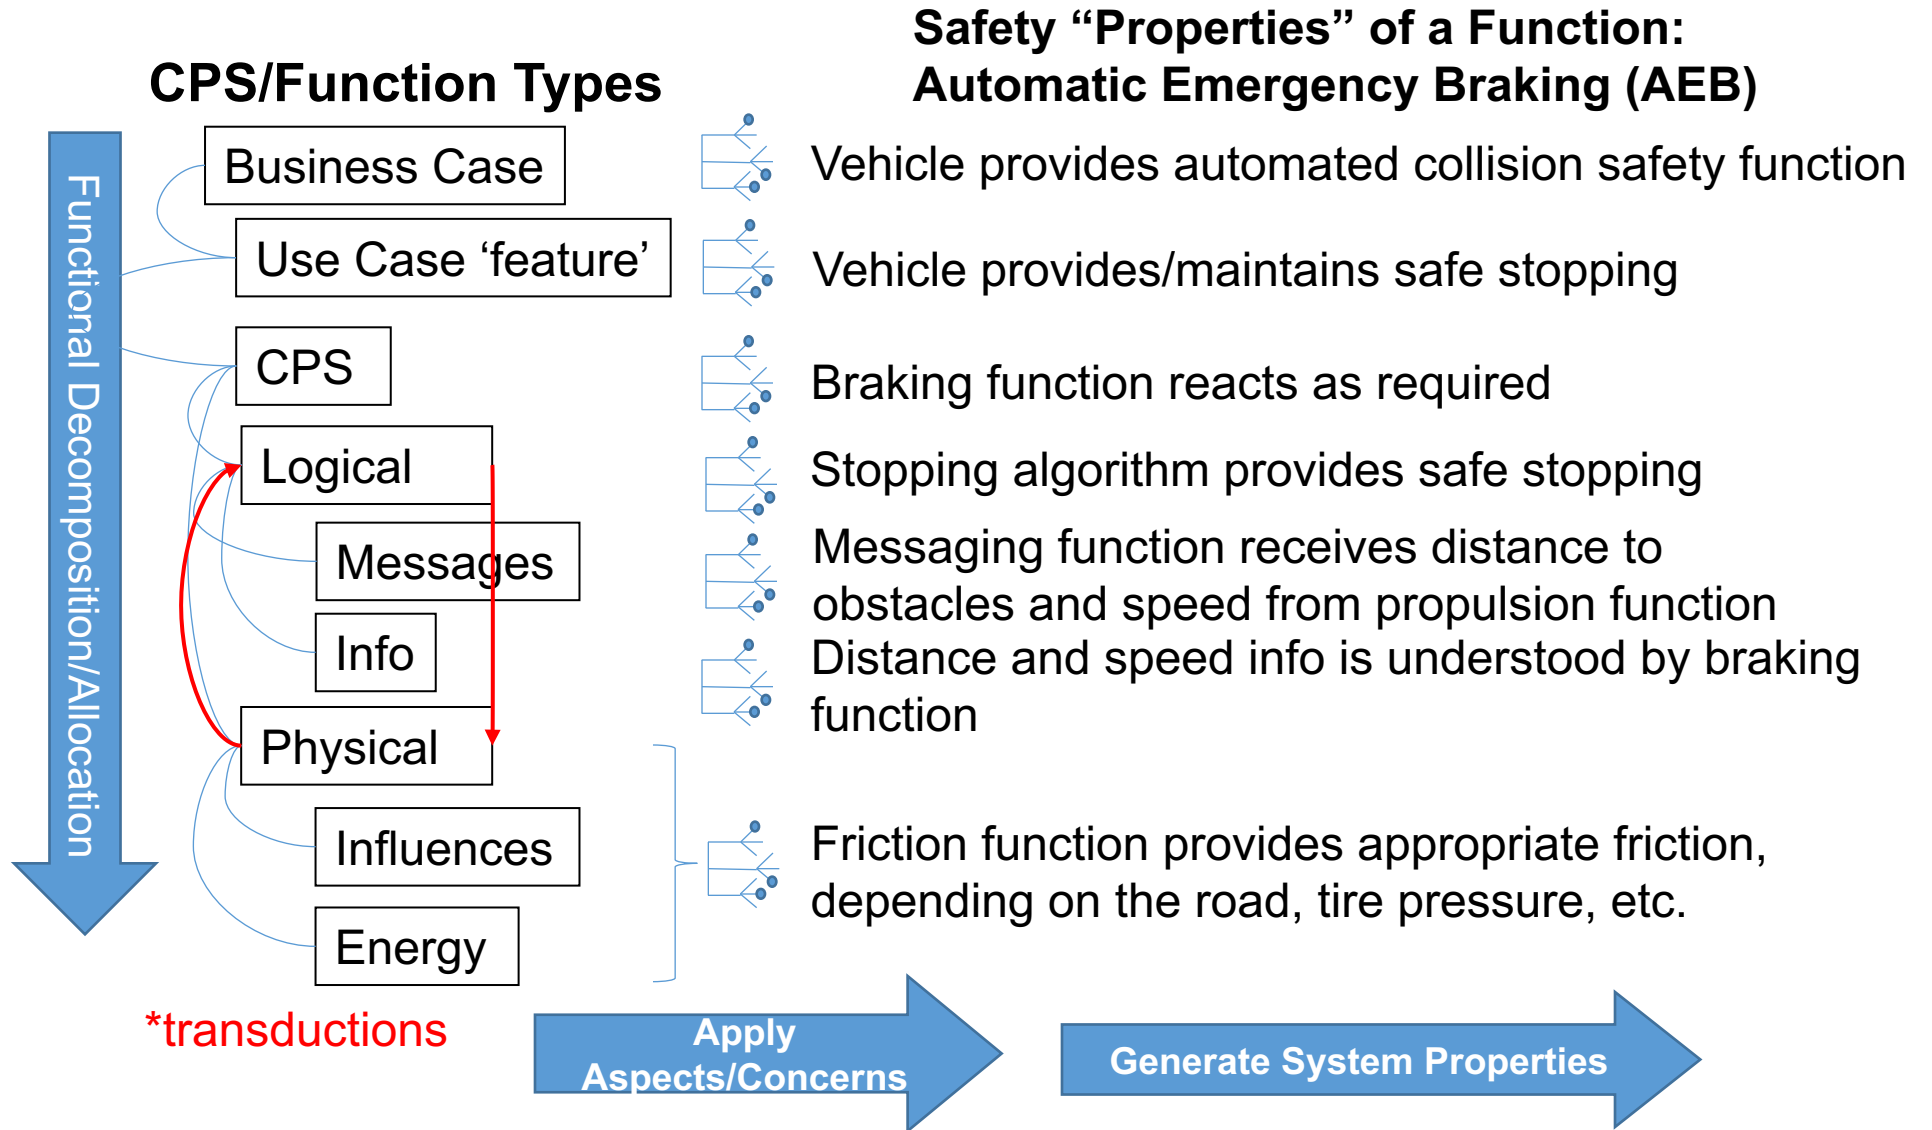 CPS/Function Types
Safety “Properties” of a Function:
Automatic Emergency Braking (AEB)
Functional Decomposition/Allocation
Business Case
Vehicle provides automated collision safety function
Use Case ‘feature’
Vehicle provides/maintains safe stopping
CPS
Braking function reacts as required
Logical
Stopping algorithm provides safe stopping
Messages
Messaging function receives distance to
obstacles and speed from propulsion function
Info
Distance and speed info is understood by braking
function
Physical
Influences
Energy
Friction function provides appropriate friction,
depending on the road, tire pressure, etc.
*transductions
Apply
Aspects/Concerns
Generate System Properties